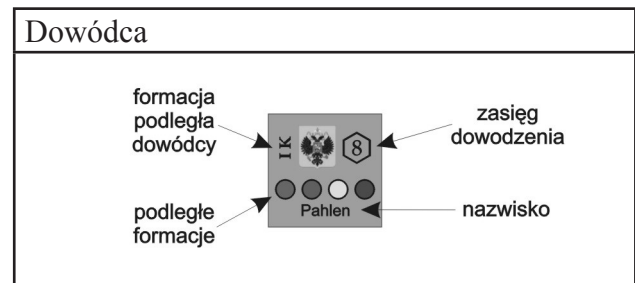 Dowódca
formacja
podległa
dowódcy
zasięg
dowodzenia
I K
8
podległe
formacje
Pahlen
nazwisko